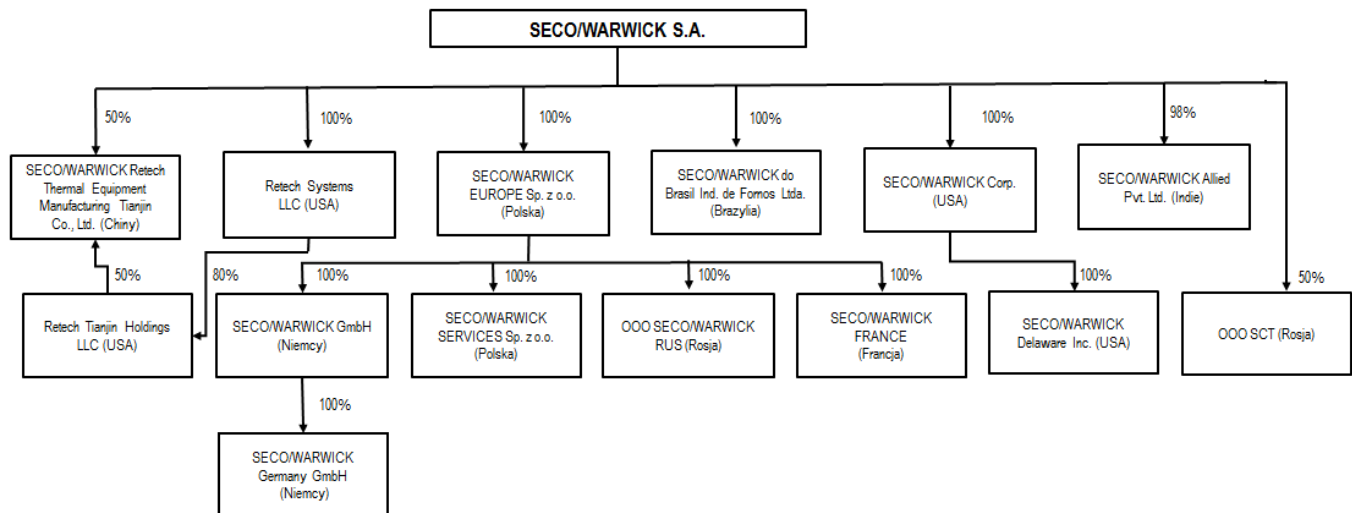 SECO/WARWICK S.A.
50%
100%
100%
100%
100%
98%
SECO/WARWICK Retech
Thermal Equipment
Manufacturing Tianjin
Co., Ltd. (Chiny)
Retech Systems
LLC (USA)
SECO/WARWICK
EUROPE Sp. z o.o.
(Polska)
SECO/WARWICK do
Brasil Ind. de Fornos Ltda.
(Brazylia)
SECO/WARWICK Corp.
(USA)
SECO/WARWICK Allied
Pvt. Ltd. (Indie)
50%
80%
100%
100%
100%
100%
100%
50%
Retech Tianjin Holdings
LLC (USA)
SECO/WARWICK GmbH
(Niemcy)
SECO/WARWICK
SERVICES Sp. z o.o.
(Polska)
OOO SECO/WARWICK
RUS (Rosja)
SECO/WARWICK
FRANCE
(Francja)
SECO/WARWICK
Delaware Inc. (USA)
OOO SCT (Rosja)
100%
SECO/WARWICK
Germany GmbH
(Niemcy)